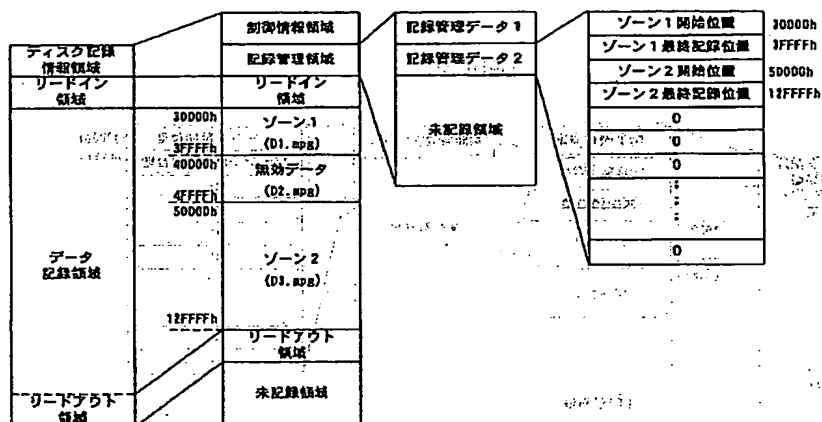 ディスク記録
情報領域
リードイン
領域
データ
記録領域
リードアウト
領域
制御情報領域
記録管理領域
リードイン
領域
30000h
ゾーン1
(D1.mpg)
3FFFFh
40000h
無効データ
(D2.mpg)
4FFFFh
50000h
ゾーン2
(D3.mpg)
12FFFFh
リードアウト
領域
未記録領域
記録管理データ1
記録管理データ2
未記録領域
ゾーン1開始位置
30000h
ゾーン1最終記録位置
3FFFFh
ゾーン2開始位置
50000h
ゾーン2最終記録位置
12FFFFh
0
0
0
0